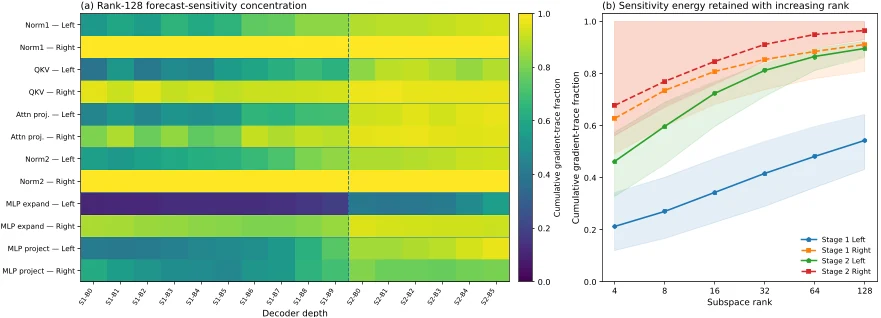 (a) Rank-128 forecast-sensitivity concentration
Norm1 — Left
Norm1 — Right
QKV — Left
QKV — Right
Attn proj. — Left
Attn proj. — Right
Norm2 — Left
Norm2 — Right
MLP expand — Left
MLP expand — Right
MLP project — Left
MLP project — Right
S1-B0
S1-B1
S1-B2
S1-B3
S1-B4
S1-B5
S1-B6
S1-B7
S1-B8
S1-B9
S2-B0
S2-B1
S2-B2
S2-B3
S2-B4
S2-B5
Decoder depth
1.0
0.8
0.6
0.4
0.2
0.0
Cumulative gradient-trace fraction
(b) Sensitivity energy retained with increasing rank
Cumulative gradient-trace fraction
1.0
0.8
0.6
0.4
0.2
0.0
4
8
16
32
64
128
Subspace rank
Stage 1 Left
Stage 1 Right
Stage 2 Left
Stage 2 Right